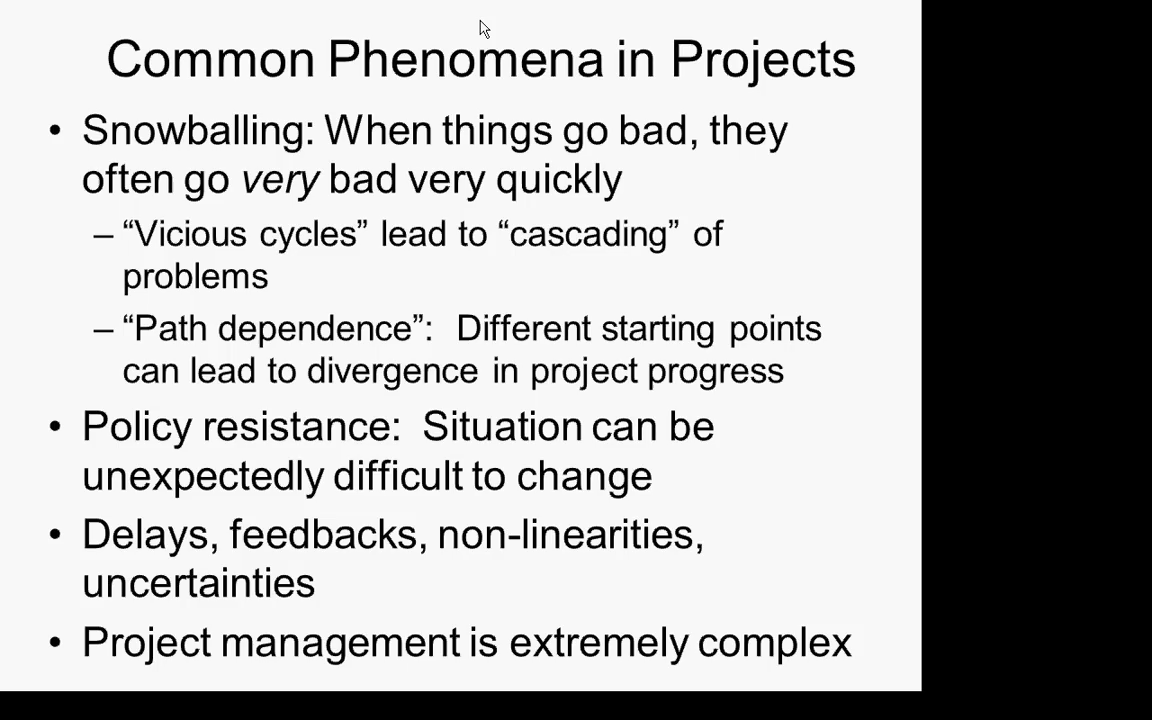 Common Phenomena in Projects
• Snowballing: When things go bad, they
often go very bad very quickly
– “Vicious cycles” lead to “cascading” of
problems
– “Path dependence”:  Different starting points
can lead to divergence in project progress
• Policy resistance:  Situation can be
unexpectedly difficult to change
• Delays, feedbacks, non-linearities,
uncertainties
• Project management is extremely complex